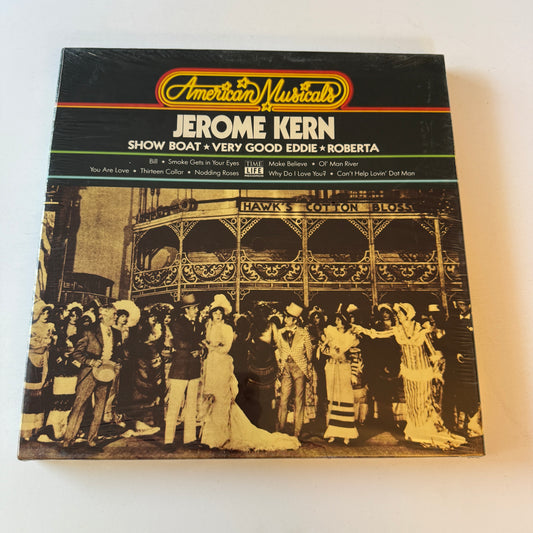 American Musicals
JEROME KERN
SHOW BOAT ★ VERY GOOD EDDIE ★ ROBERTA
Bill • Smoke Gets in Your Eyes TIME LIFE RECORDS Make Believe • Ol' Man River
You Are Love • Thirteen Collar • Nodding Roses Why Do I Love You? • Can't Help Lovin' Dat Man
HAWK'S COTTON BLOSS